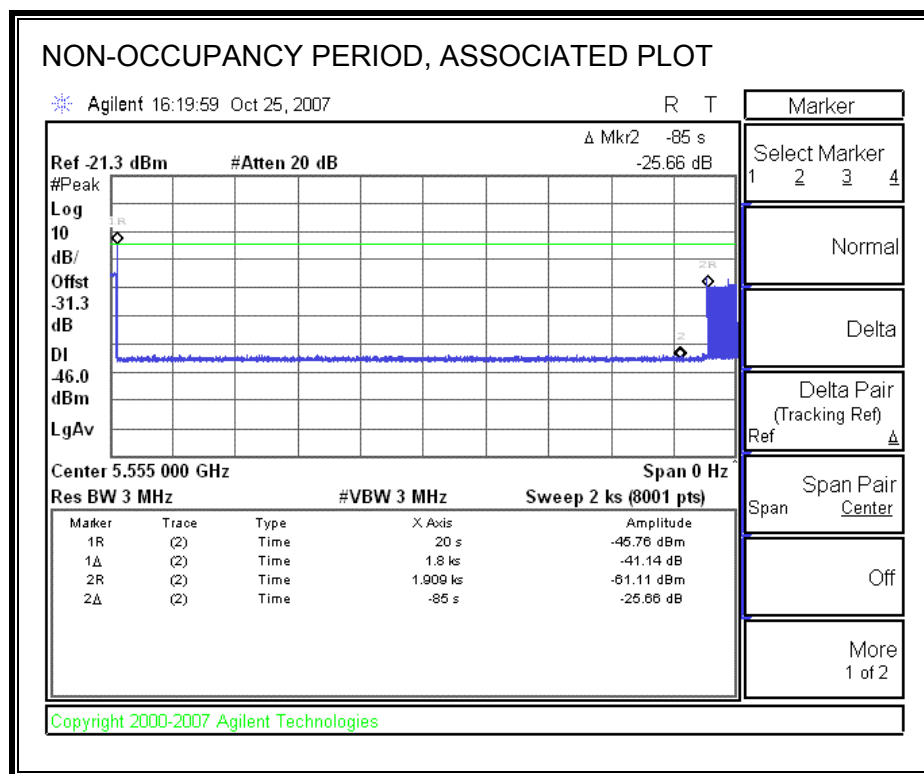 NON-OCCUPANCY PERIOD, ASSOCIATED PLOT
Agilent 16:19:59 Oct 25, 2007 R T
Δ Mkr2 -85 s
Ref -21.3 dBm #Atten 20 dB -25.66 dB
#Peak
Log
10
dB/
Offst
-31.3
dB
DI
-46.0
dBm
LgAv
1R
2R
2
Center 5.555 000 GHz Span 0 Hz
Res BW 3 MHz #VBW 3 MHz Sweep 2 ks (8001 pts)
Marker Trace Type X Axis Amplitude
1R (2) Time 20 s -45.76 dBm
1Δ (2) Time 1.8 ks -41.14 dB
2R (2) Time 1.909 ks -61.11 dBm
2Δ (2) Time -85 s -25.66 dB
Marker
Select Marker
1 2 3 4
Normal
Delta
Delta Pair
(Tracking Ref)
Ref Δ
Span Pair
Span Center
Off
More
1 of 2
Copyright 2000-2007 Agilent Technologies